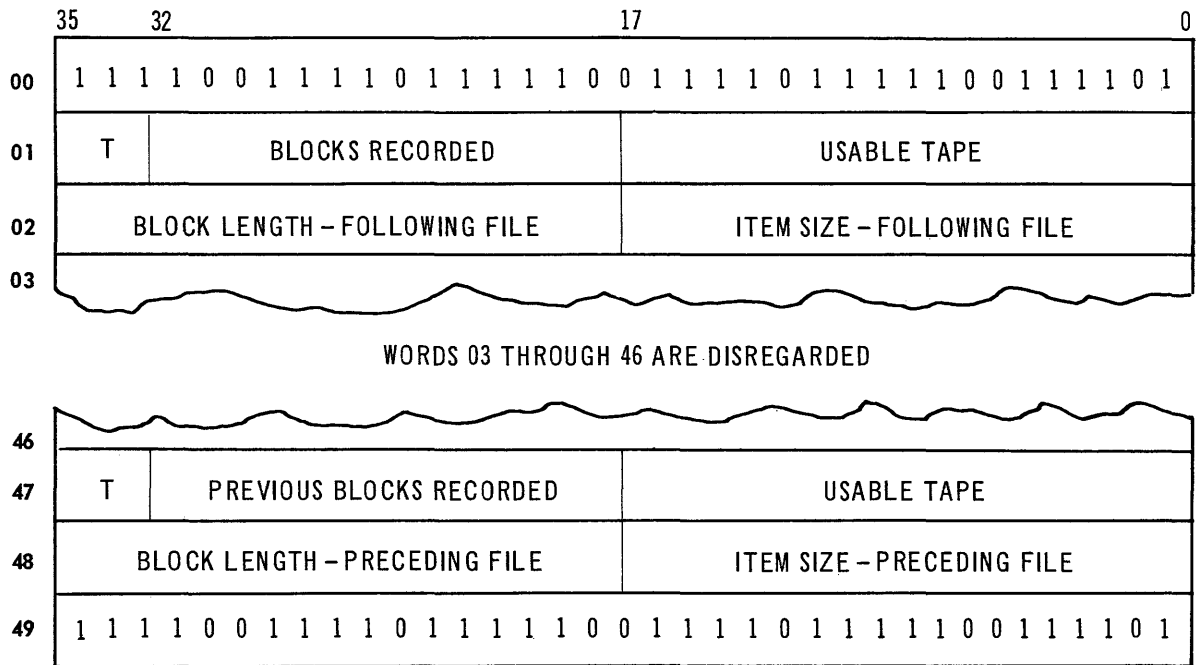 35 32 17 0
00 1 1 1 1 0 0 1 1 1 1 0 1 1 1 1 1 0 0 1 1 1 1 0 1 1 1 1 1 0 0 1 1 1 1 0 1
01 T BLOCKS RECORDED USABLE TAPE
02 BLOCK LENGTH – FOLLOWING FILE ITEM SIZE – FOLLOWING FILE
03
WORDS 03 THROUGH 46 ARE DISREGARDED
46
47 T PREVIOUS BLOCKS RECORDED USABLE TAPE
48 BLOCK LENGTH – PRECEDING FILE ITEM SIZE – PRECEDING FILE
49 1 1 1 1 0 0 1 1 1 1 0 1 1 1 1 1 0 0 1 1 1 1 0 1 1 1 1 1 0 0 1 1 1 1 0 1